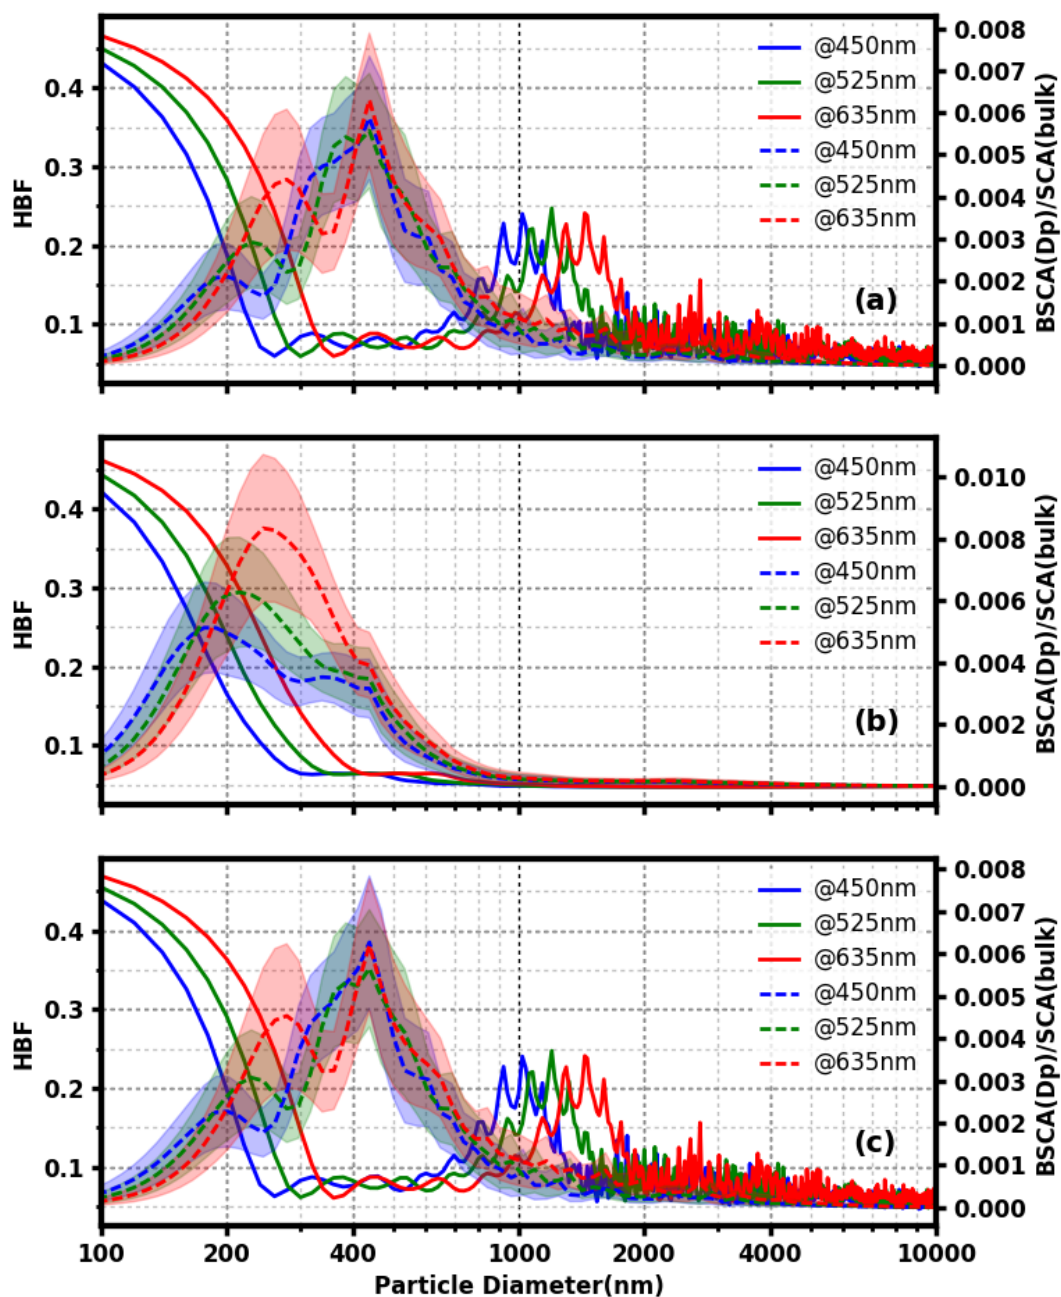 0.008
@450nm
@525nm
0.007
0.4
@635nm
0.006
@450nm
0.005
0.3
@525nm
0.004
@635nm
HBF
BSCA(Dp)/SCA(bulk)
0.2
0.003
0.002
(a)
0.1
0.001
0.000
@450nm
0.010
@525nm
0.4
@635nm
0.008
@450nm
0.3
0.006
@525nm
@635nm
HBF
BSCA(Dp)/SCA(bulk)
0.2
0.004
(b)
0.002
0.1
0.000
0.008
@450nm
@525nm
0.007
0.4
@635nm
0.006
@450nm
0.005
0.3
@525nm
0.004
@635nm
HBF
BSCA(Dp)/SCA(bulk)
0.2
0.003
0.002
(c)
0.1
0.001
0.000
100 200 400 1000 2000 4000 10000
Particle Diameter(nm)